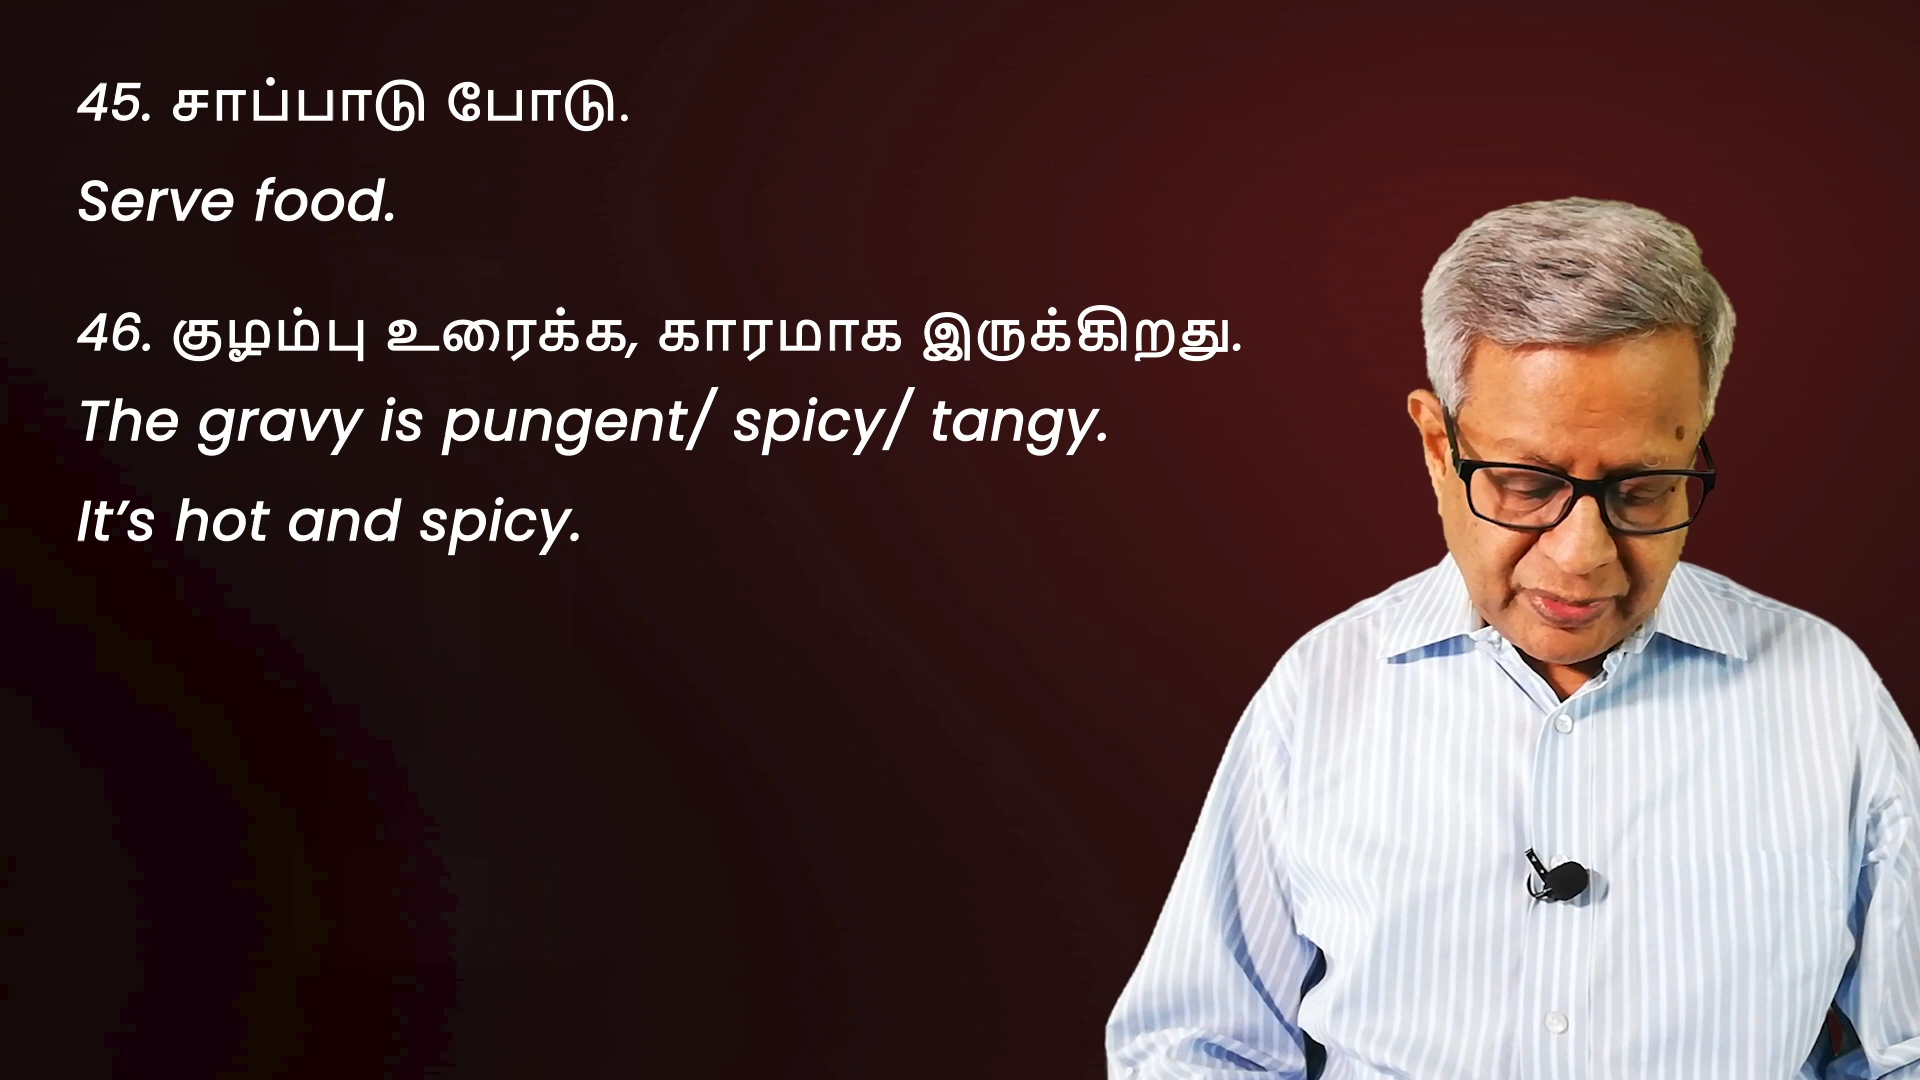 45. சாப்பாடு போடு.
Serve food.
46. குழம்பு உரைக்க, காரமாக இருக்கிறது.
The gravy is pungent/ spicy/ tangy.
It's hot and spicy.